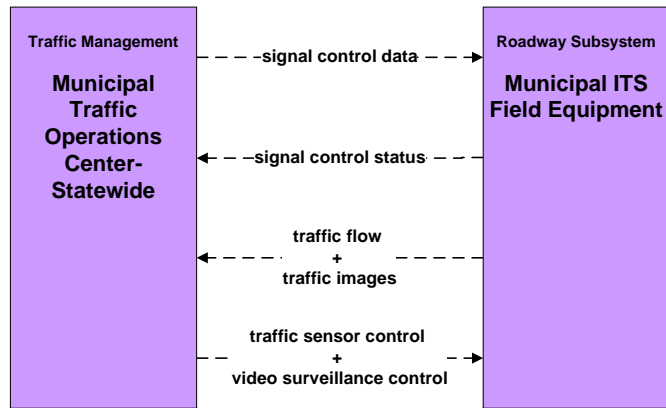 Traffic Management
Municipal
Traffic
Operations
Center-
Statewide
signal control data
signal control status
traffic flow
+
traffic images
traffic sensor control
+
video surveillance control
Roadway Subsystem
Municipal ITS
Field Equipment